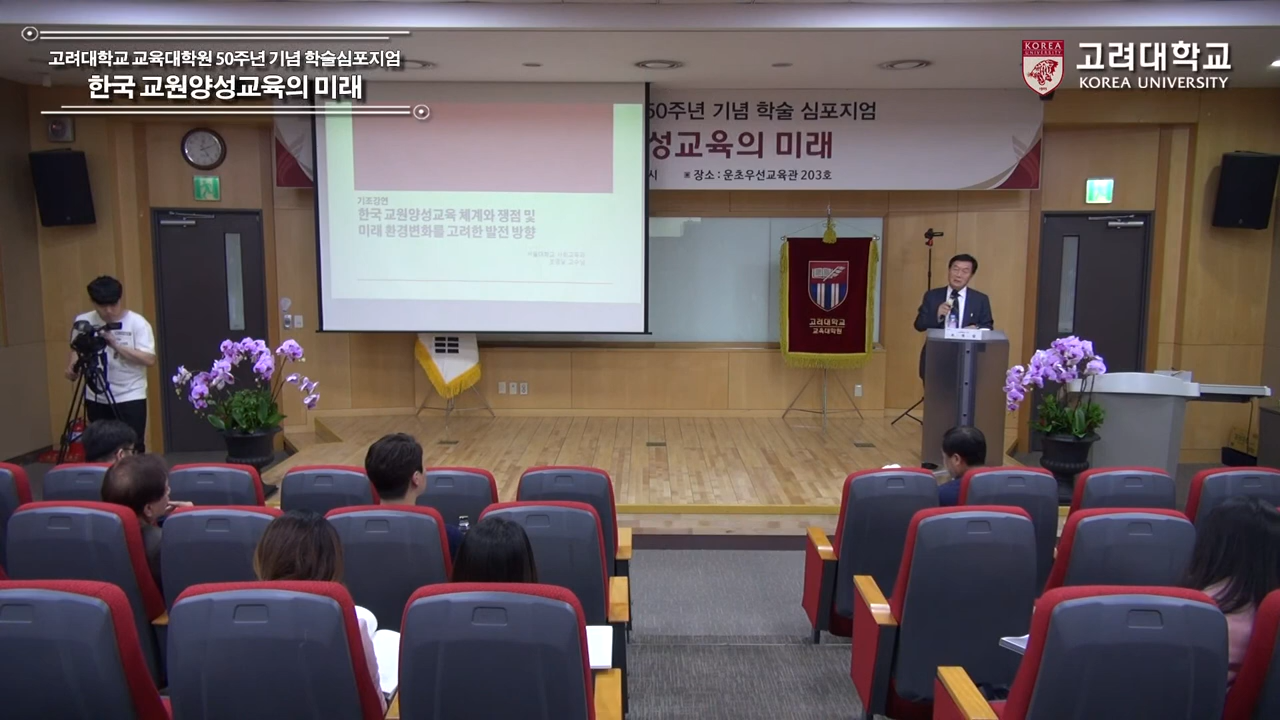 고려대학교 교육대학원 50주년 기념 학술심포지엄
한국 교원양성교육의 미래
KOREA
UNIVERSITY
고려대학교
KOREA UNIVERSITY
50주년 기념 학술 심포지엄
성교육의 미래
시 ※ 장소 : 운초우선교육관 203호
기조강연
한국 교원양성교육 체계와 쟁점 및
미래 환경변화를 고려한 발전 방향
고려대학교
교육대학원